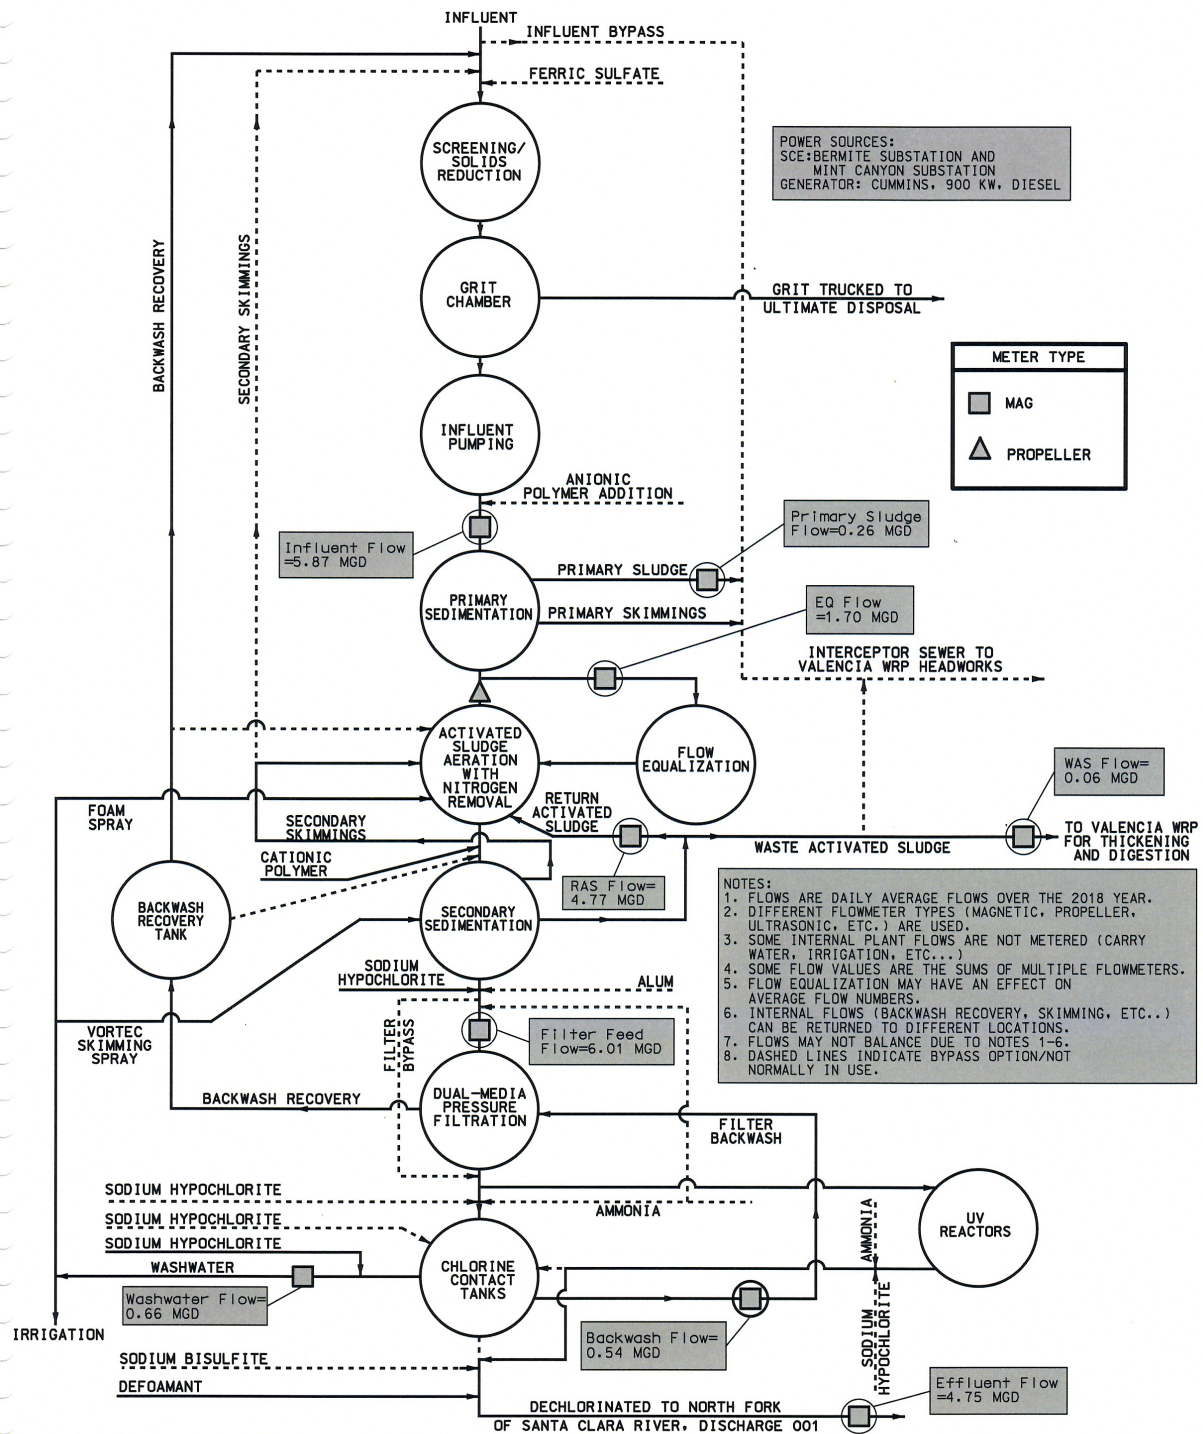 INFLUENT
INFLUENT BYPASS
FERRIC SULFATE
SCREENING/
SOLIDS
REDUCTION
POWER SOURCES:
SCE:BERMITE SUBSTATION AND
MINT CANYON SUBSTATION
GENERATOR: CUMMINS, 900 KW, DIESEL
BACKWASH RECOVERY
SECONDARY SKIMMINGS
GRIT
CHAMBER
GRIT TRUCKED TO
ULTIMATE DISPOSAL
METER TYPE
MAG
PROPELLER
INFLUENT
PUMPING
ANIONIC
POLYMER ADDITION
Influent Flow
=5.87 MGD
Primary Sludge
Flow=0.26 MGD
PRIMARY SLUDGE
PRIMARY
SEDIMENTATION
PRIMARY SKIMMINGS
EQ Flow
=1.70 MGD
INTERCEPTOR SEWER TO
VALENCIA WRP HEADWORKS
ACTIVATED
SLUDGE
AERATION
WITH
NITROGEN
REMOVAL
FLOW
EQUALIZATION
WAS Flow=
0.06 MGD
FOAM
SPRAY
RETURN
ACTIVATED
SLUDGE
SECONDARY
SKIMMINGS
WASTE ACTIVATED SLUDGE
TO VALENCIA WRP
FOR THICKENING
AND DIGESTION
CATIONIC
POLYMER
RAS Flow=
4.77 MGD
BACKWASH
RECOVERY
TANK
SECONDARY
SEDIMENTATION
NOTES:
1. FLOWS ARE DAILY AVERAGE FLOWS OVER THE 2018 YEAR.
2. DIFFERENT FLOWMETER TYPES (MAGNETIC, PROPELLER,
ULTRASONIC, ETC.) ARE USED.
3. SOME INTERNAL PLANT FLOWS ARE NOT METERED (CARRY
WATER, IRRIGATION, ETC...)
4. SOME FLOW VALUES ARE THE SUMS OF MULTIPLE FLOWMETERS.
5. FLOW EQUALIZATION MAY HAVE AN EFFECT ON
AVERAGE FLOW NUMBERS.
6. INTERNAL FLOWS (BACKWASH RECOVERY, SKIMMING, ETC..)
CAN BE RETURNED TO DIFFERENT LOCATIONS.
7. FLOWS MAY NOT BALANCE DUE TO NOTES 1-6.
8. DASHED LINES INDICATE BYPASS OPTION/NOT
NORMALLY IN USE.
SODIUM
HYPOCHLORITE
ALUM
VORTEC
SKIMMING
SPRAY
FILTER
BYPASS
Filter Feed
Flow=6.01 MGD
BACKWASH RECOVERY
DUAL-MEDIA
PRESSURE
FILTRATION
FILTER
BACKWASH
SODIUM HYPOCHLORITE
AMMONIA
SODIUM HYPOCHLORITE
SODIUM HYPOCHLORITE
WASHWATER
CHLORINE
CONTACT
TANKS
UV
REACTORS
AMMONIA
SODIUM
HYPOCHLORITE
Washwater Flow=
0.66 MGD
IRRIGATION
Backwash Flow=
0.54 MGD
SODIUM BISULFITE
DEFOAMANT
DECHLORINATED TO NORTH FORK
OF SANTA CLARA RIVER, DISCHARGE 001
Effluent Flow
=4.75 MGD